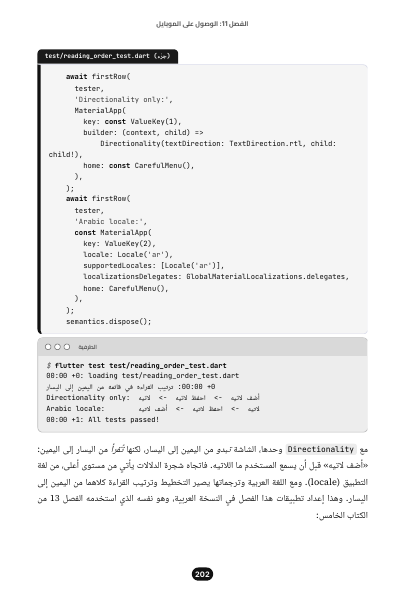 الفصل 11: الوصول على الموبايل
test/reading_order_test.dart (جزء)
await firstRow(
tester,
'Directionality only:',
MaterialApp(
key: const ValueKey(1),
builder: (context, child) =>
Directionality(textDirection: TextDirection.rtl, child:
child!),
home: const CarefulMenu(),
),
);
await firstRow(
tester,
'Arabic locale:',
const MaterialApp(
key: ValueKey(2),
locale: Locale('ar'),
supportedLocales: [Locale('ar')],
localizationsDelegates: GlobalMaterialLocalizations.delegates,
home: CarefulMenu(),
),
);
semantics.dispose();
الطرفية
$ flutter test test/reading_order_test.dart
00:00 +0: loading test/reading_order_test.dart
00:00 +0: ترتيب القراءة في قائمة من اليمين إلى اليسار
Directionality only: أضف لاتيه <- احفظ لاتيه <- لاتيه
Arabic locale: لاتيه <- احفظ لاتيه <- أضف لاتيه
00:00 +1: All tests passed!
مع Directionality وحدها، الشاشة تبدو من اليمين إلى اليسار، لكنها تُقرأ من اليسار إلى اليمين:
«أضف لاتيه» قبل أن يسمع المستخدم ما اللاتيه. فاتجاه شجرة الدلالات يأتي من مستوى أعلى، من لغة
التطبيق (locale). ومع اللغة العربية وترجماتها يصير التخطيط وترتيب القراءة كلاهما من اليمين إلى
اليسار. وهذا إعداد تطبيقات هذا الفصل في النسخة العربية، وهو نفسه الذي استخدمه الفصل 13 من
الكتاب الخامس:
202